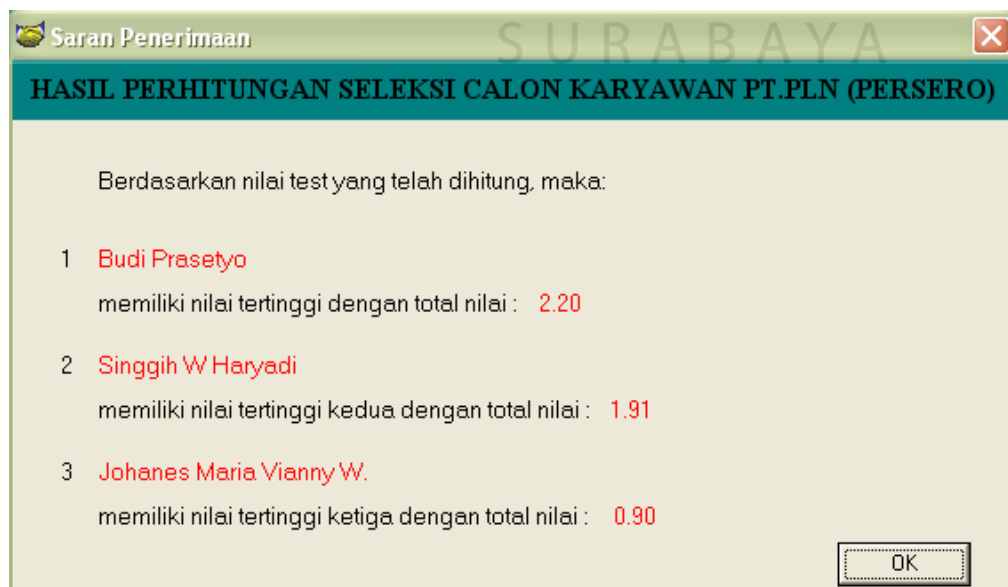 Saran Penerimaan
SURABAYA
HASIL PERHITUNGAN SELEKSI CALON KARYAWAN PT.PLN (PERSERO)
Berdasarkan nilai test yang telah dihitung, maka:
1 Budi Prasetyo
memiliki nilai tertinggi dengan total nilai : 2.20
2 Singgih W Haryadi
memiliki nilai tertinggi kedua dengan total nilai : 1.91
3 Johanes Maria Vianny W.
memiliki nilai tertinggi ketiga dengan total nilai : 0.90
OK